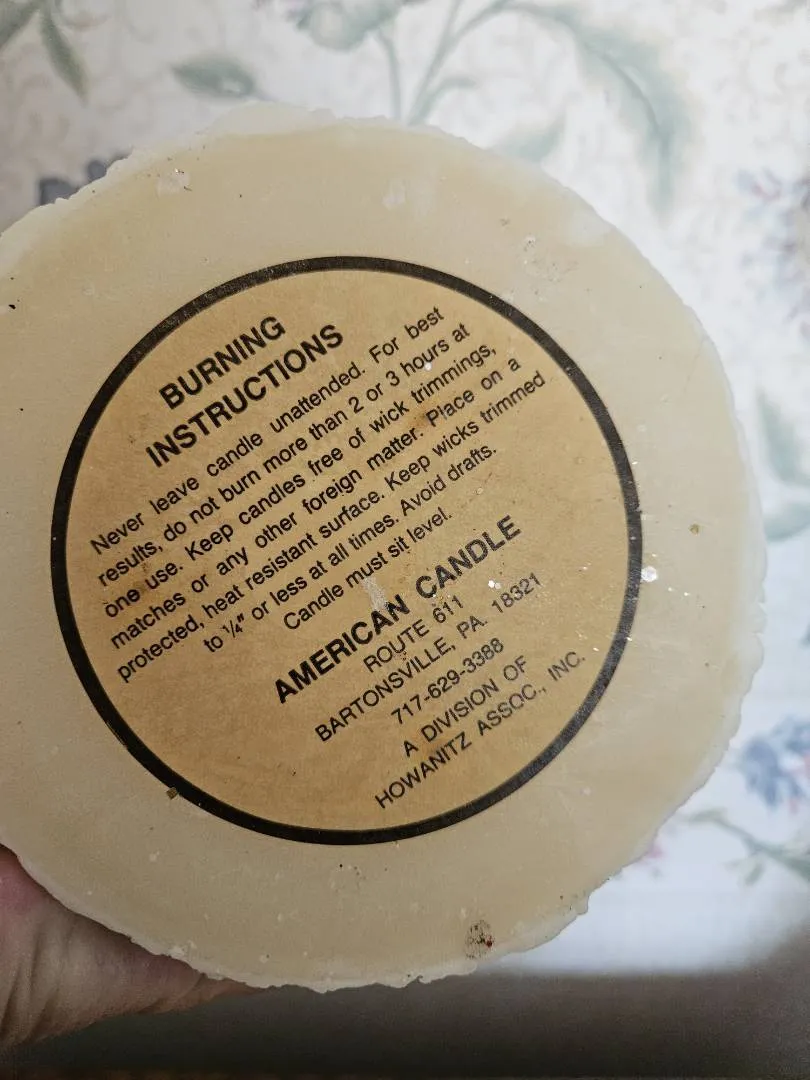 BURNING
INSTRUCTIONS
Never leave candle unattended. For best
results, do not burn more than 2 or 3 hours at
one use. Keep candles free of wick trimmings,
matches or any other foreign matter. Place on a
protected, heat resistant surface. Keep wicks trimmed
to ¼" or less at all times. Avoid drafts.
Candle must sit level.
AMERICAN CANDLE
ROUTE 611
BARTONSVILLE, PA. 18321
717-629-3388
A DIVISION OF
HOWANITZ ASSOC., INC.